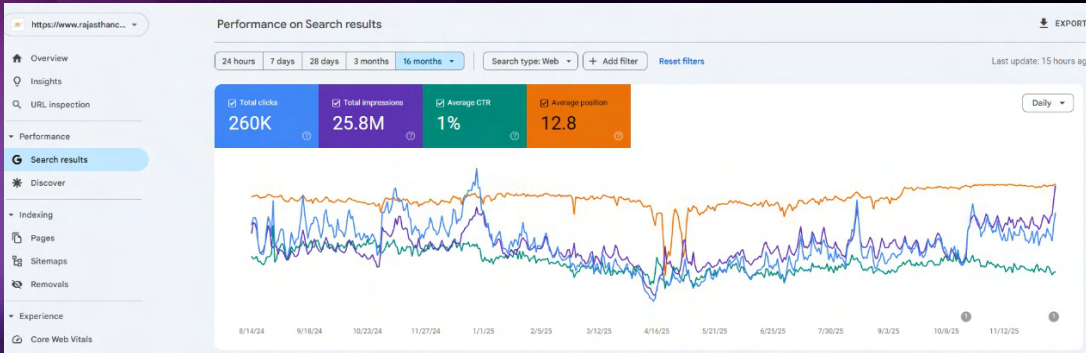 https://www.rajasthanc...
Performance on Search results
EXPORT
24 hours 7 days 28 days 3 months 16 months Search type: Web + Add filter Reset filters
Last update: 15 hours ag
Overview
Insights
URL inspection
Performance
Search results
Discover
Indexing
Pages
Sitemaps
Removals
Experience
Core Web Vitals
Total clicks
260K
Total impressions
25.8M
Average CTR
1%
Average position
12.8
Daily
1 1
8/14/24 9/18/24 10/23/24 11/27/24 1/1/25 2/5/25 3/12/25 4/16/25 5/21/25 6/25/25 7/30/25 9/3/25 10/8/25 11/12/25